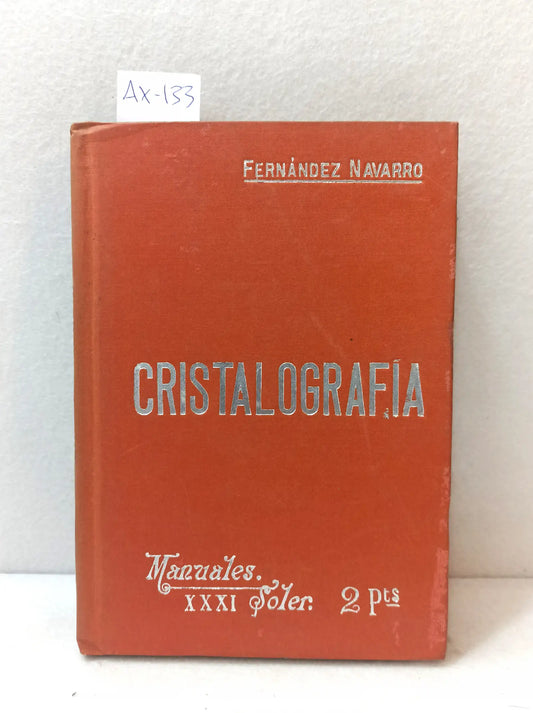 AX-133
FERNÁNDEZ NAVARRO
CRISTALOGRAFÍA
Manuales.
XXXI Soler. 2 Pts